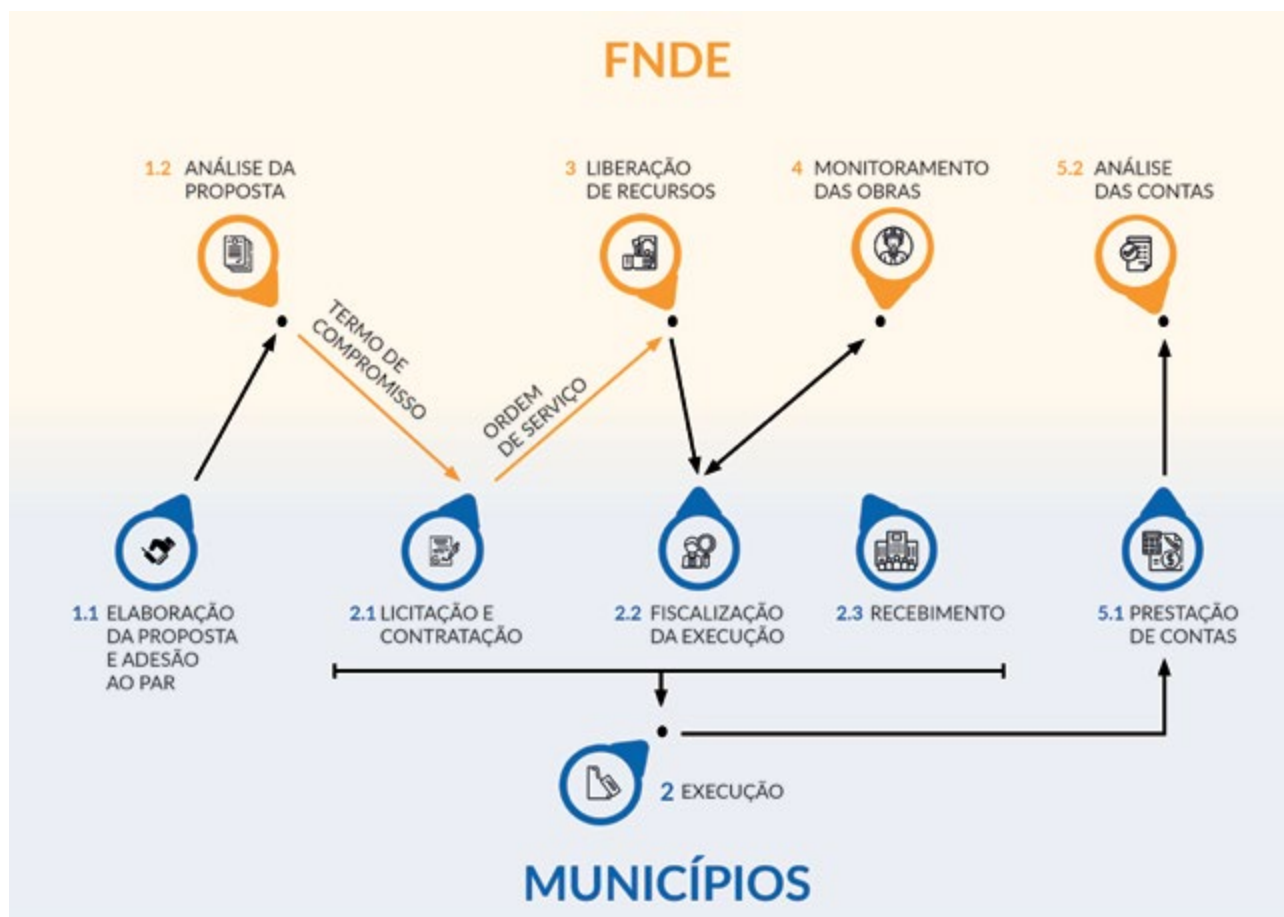 FNDE
1.2 ANÁLISE DA
PROPOSTA
3 LIBERAÇÃO
DE RECURSOS
4 MONITORAMENTO
DAS OBRAS
5.2 ANÁLISE
DAS CONTAS
TERMO DE
COMPROMISSO
ORDEM
DE SERVIÇO
1.1 ELABORAÇÃO
DA PROPOSTA
E ADESÃO
AO PAR
2.1 LICITAÇÃO E
CONTRATAÇÃO
2.2 FISCALIZAÇÃO
DA EXECUÇÃO
2.3 RECEBIMENTO
5.1 PRESTAÇÃO
DE CONTAS
2 EXECUÇÃO
MUNICÍPIOS